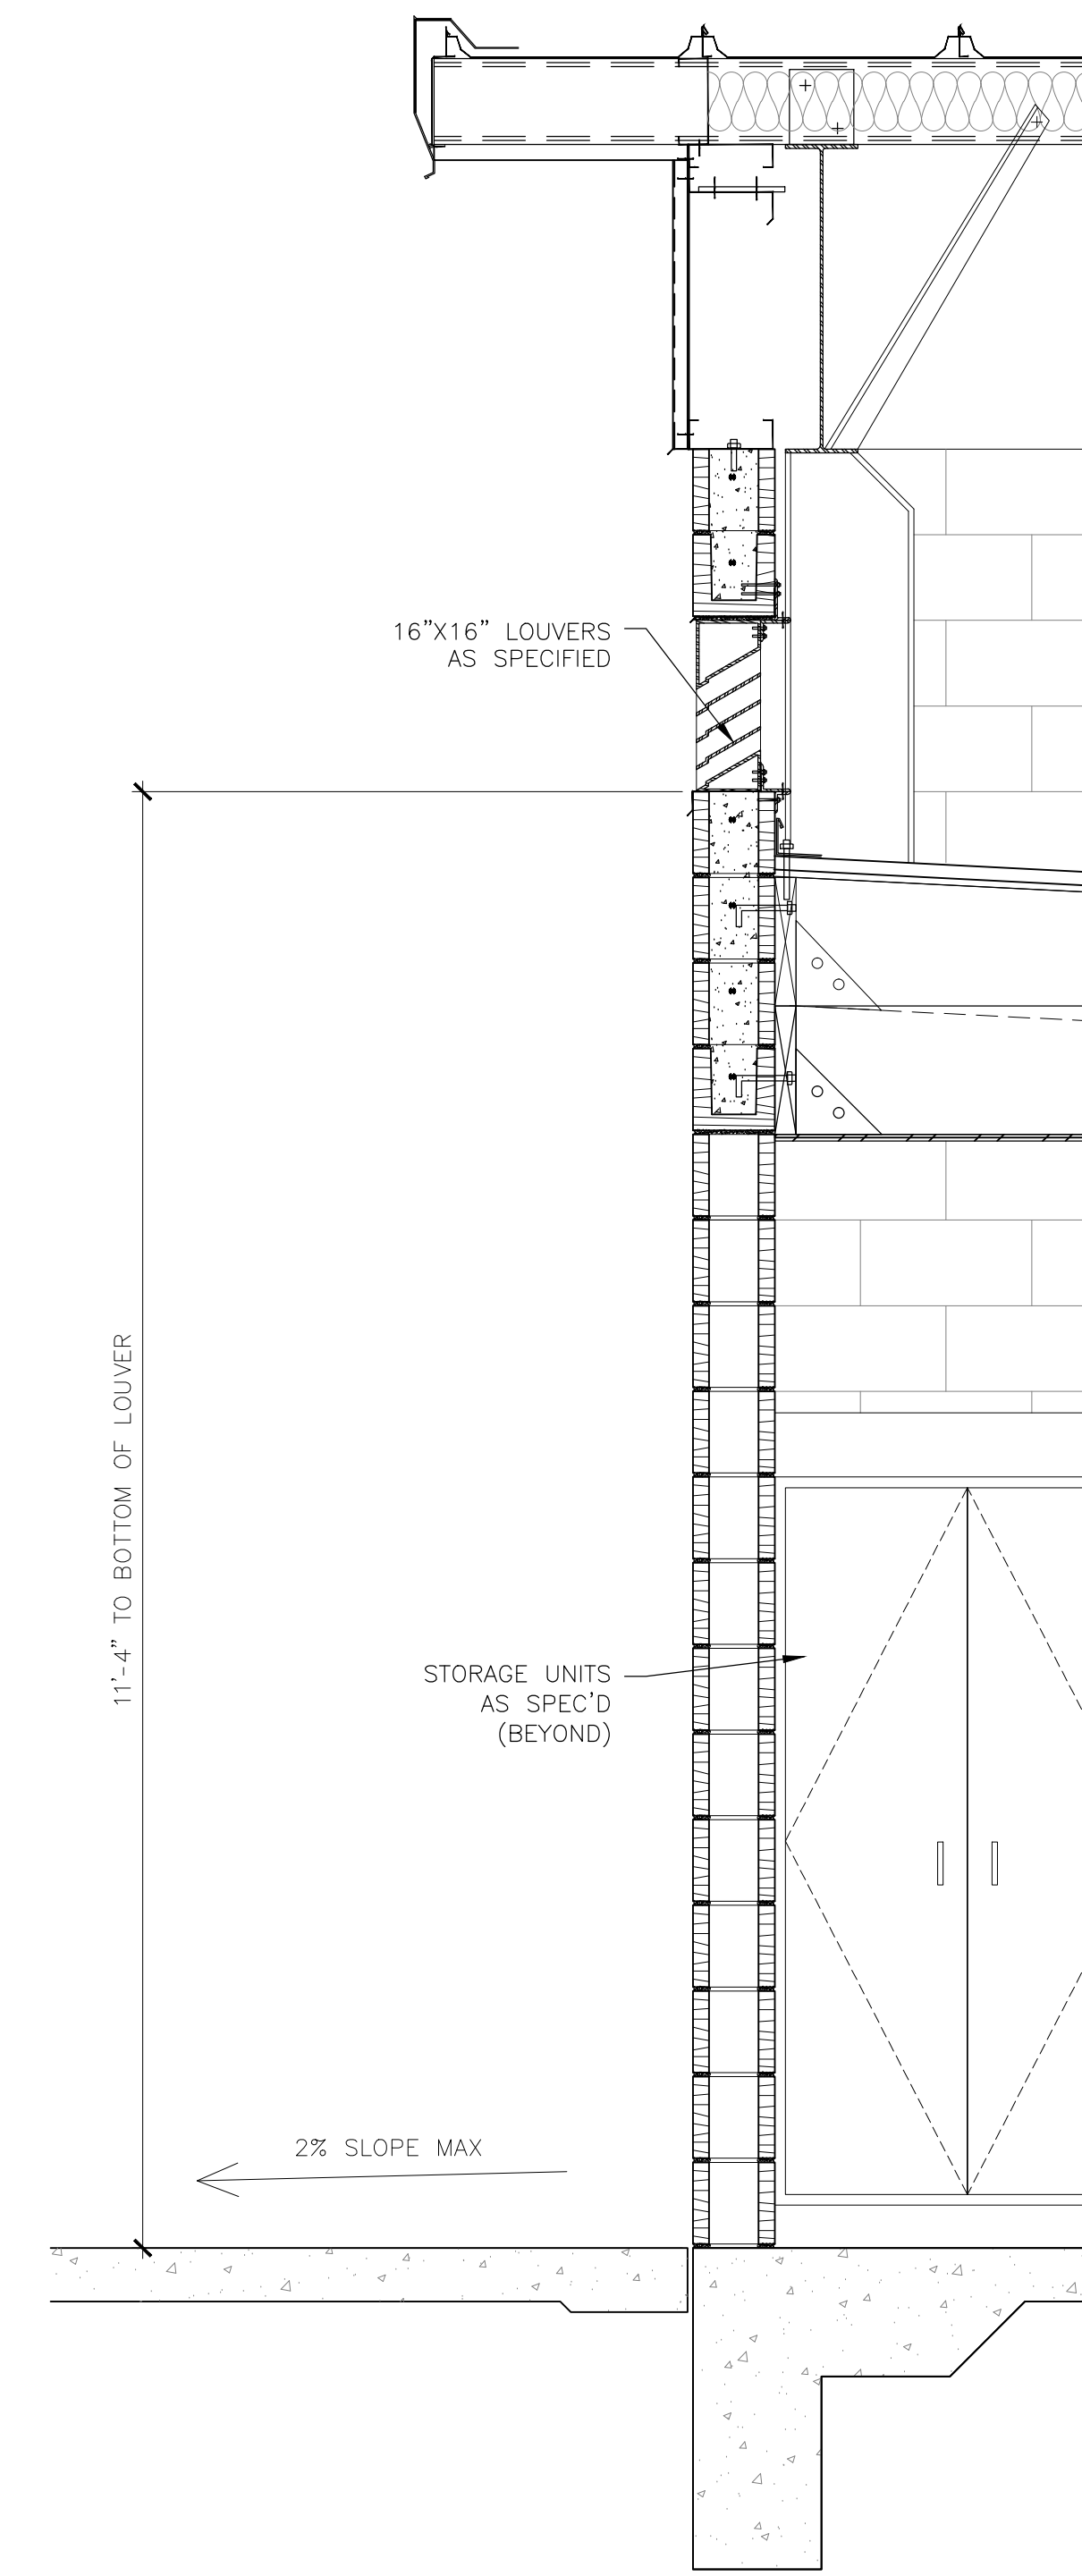 16"X16" LOUVERS
AS SPECIFIED
11'-4" TO BOTTOM OF LOUVER
STORAGE UNITS
AS SPEC'D
(BEYOND)
2% SLOPE MAX